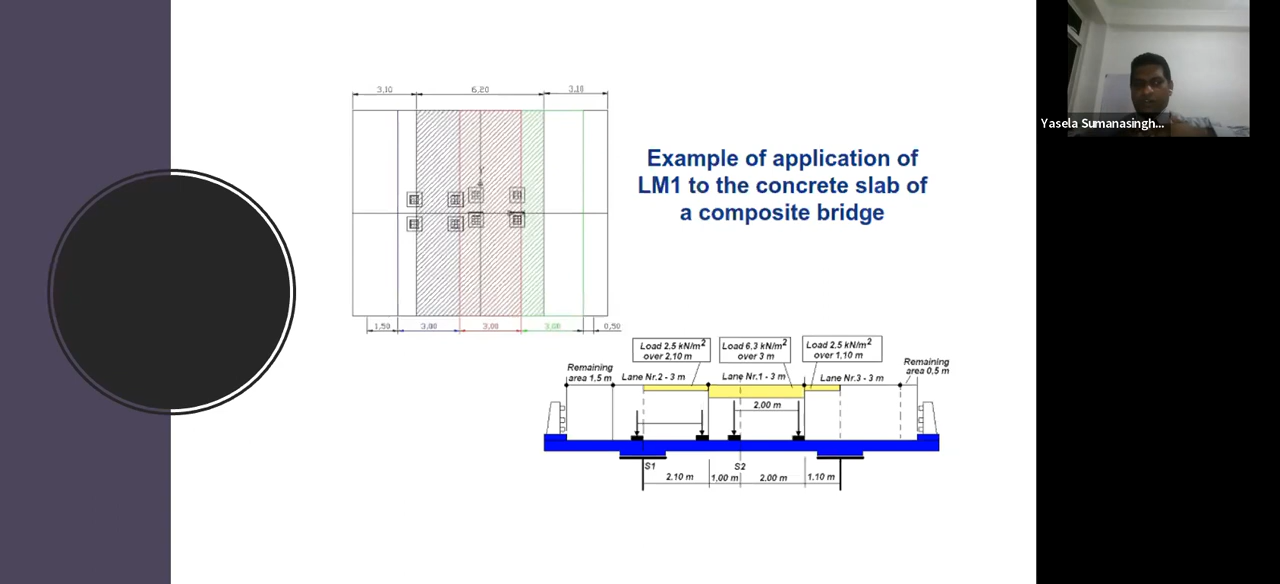 3,10 6,20 3,10
Y
1,50 3,00 3,00 3,00 0,50
Example of application of
LM1 to the concrete slab of
a composite bridge
Load 2.5 kN/m²
over 2.10 m
Load 6.3 kN/m²
over 3 m
Load 2.5 kN/m²
over 1.10 m
Remaining
area 1,5 m
Lane Nr.2 - 3 m
Lane Nr.1 - 3 m
Lane Nr.3 - 3 m
Remaining
area 0,5 m
2,00 m
S1
S2
2.10 m 1,00 m 2,00 m 1.10 m
Yasela Sumanasingh...